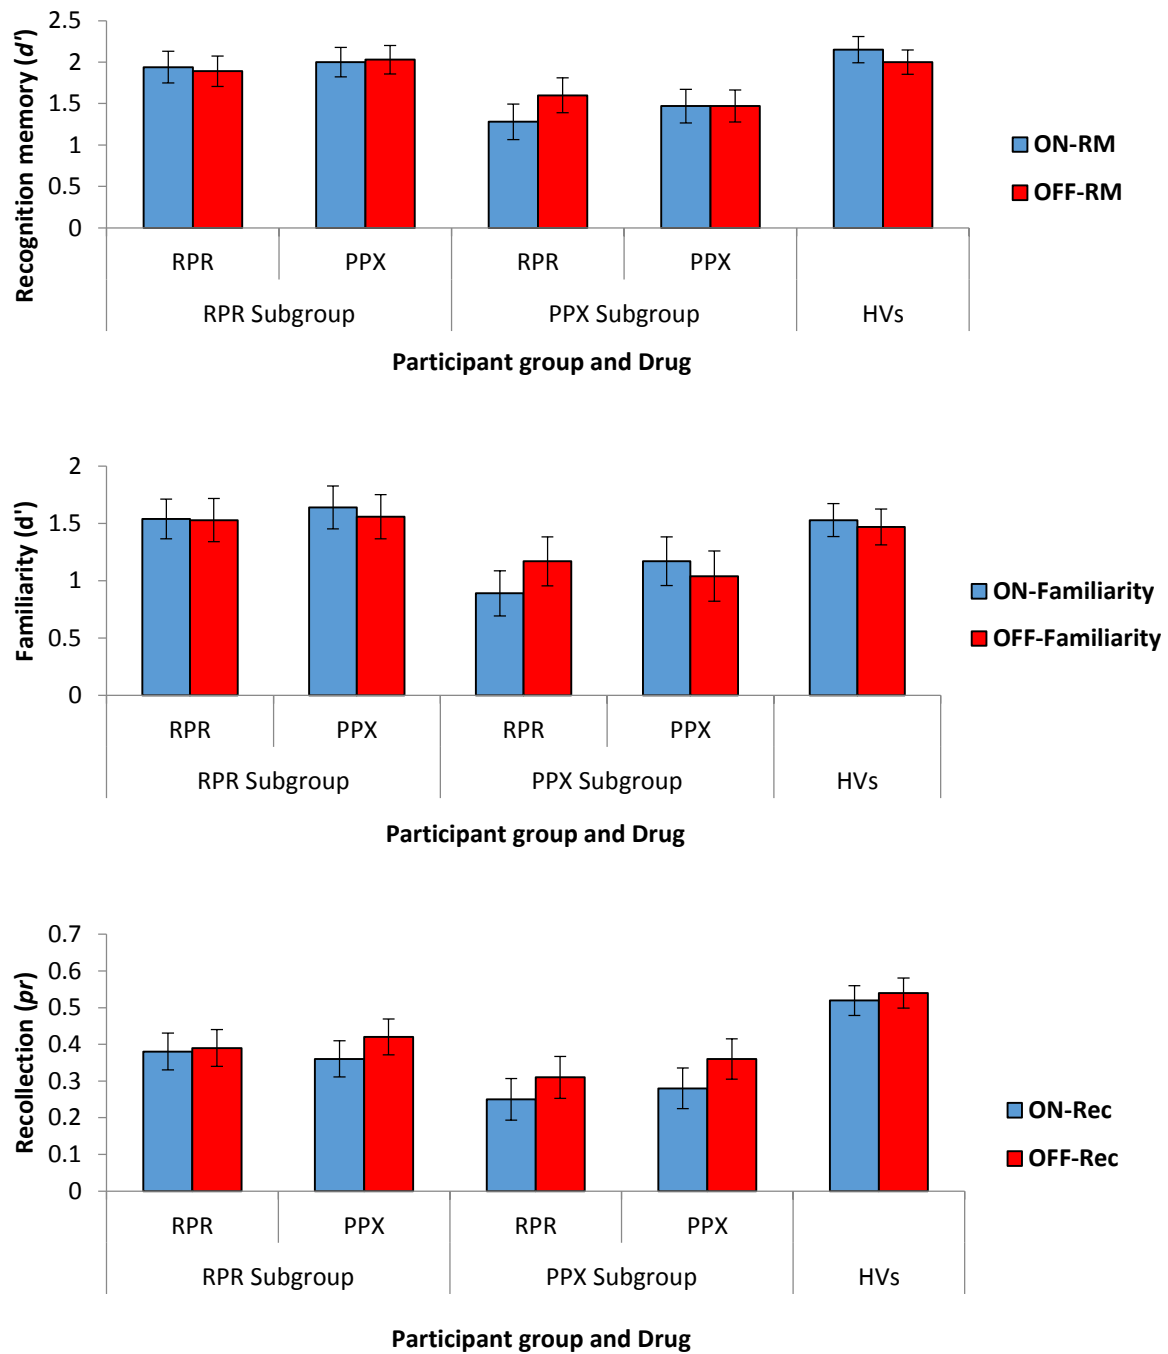 Recognition memory (d')
2.5
2
1.5
1
0.5
0
RPR PPX RPR PPX
RPR Subgroup PPX Subgroup HVs
Participant group and Drug
ON-RM
OFF-RM
Familiarity (d')
2
1.5
1
0.5
0
RPR PPX RPR PPX
RPR Subgroup PPX Subgroup HVs
Participant group and Drug
ON-Familiarity
OFF-Familiarity
Recollection (pr)
0.7
0.6
0.5
0.4
0.3
0.2
0.1
0
RPR PPX RPR PPX
RPR Subgroup PPX Subgroup HVs
Participant group and Drug
ON-Rec
OFF-Rec